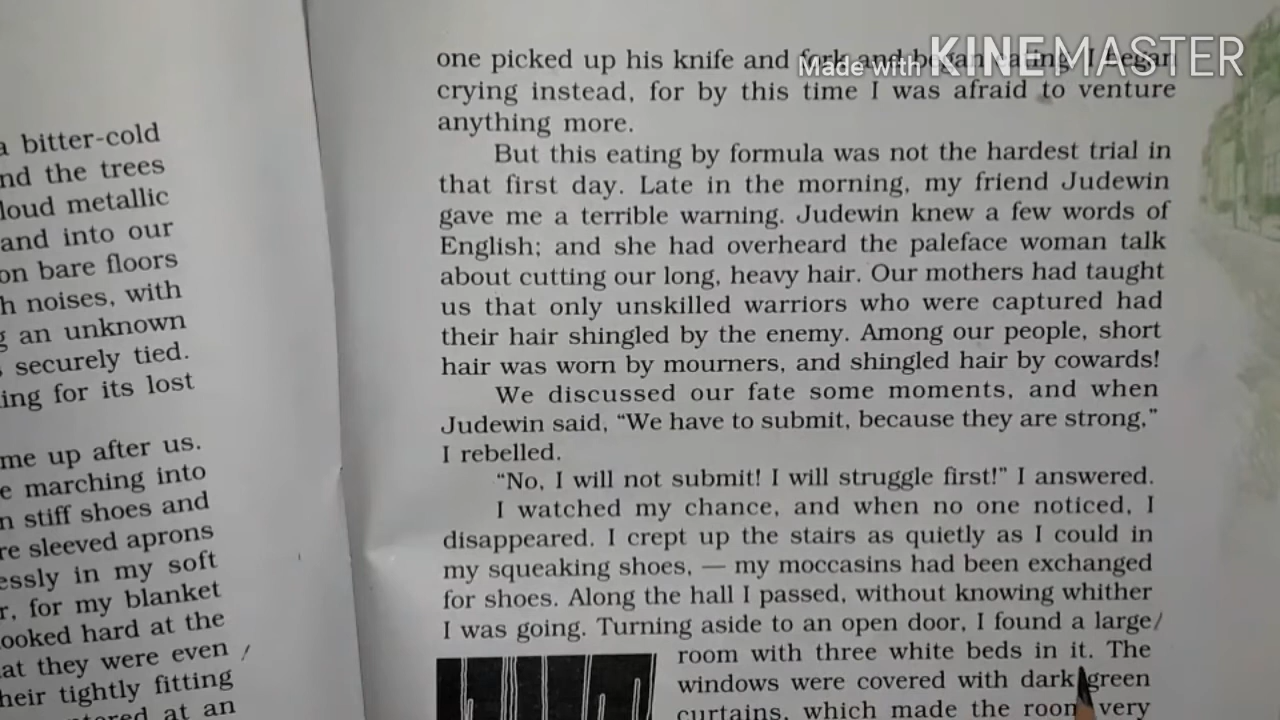 a bitter-cold
nd the trees
loud metallic
and into our
on bare floors
h noises, with
g an unknown
securely tied.
ing for its lost
me up after us.
e marching into
n stiff shoes and
re sleeved aprons
essly in my soft
r, for my blanket
ooked hard at the
at they were even /
heir tightly fitting
at an
one picked up his knife and fork and began eating. I began
Made with KINEMASTER
crying instead, for by this time I was afraid to venture
anything more.
But this eating by formula was not the hardest trial in
that first day. Late in the morning, my friend Judewin
gave me a terrible warning. Judewin knew a few words of
English; and she had overheard the paleface woman talk
about cutting our long, heavy hair. Our mothers had taught
us that only unskilled warriors who were captured had
their hair shingled by the enemy. Among our people, short
hair was worn by mourners, and shingled hair by cowards!
We discussed our fate some moments, and when
Judewin said, “We have to submit, because they are strong,”
I rebelled.
“No, I will not submit! I will struggle first!” I answered.
I watched my chance, and when no one noticed, I
disappeared. I crept up the stairs as quietly as I could in
my squeaking shoes, — my moccasins had been exchanged
for shoes. Along the hall I passed, without knowing whither
I was going. Turning aside to an open door, I found a large/
room with three white beds in it. The
windows were covered with dark green
curtains, which made the room very